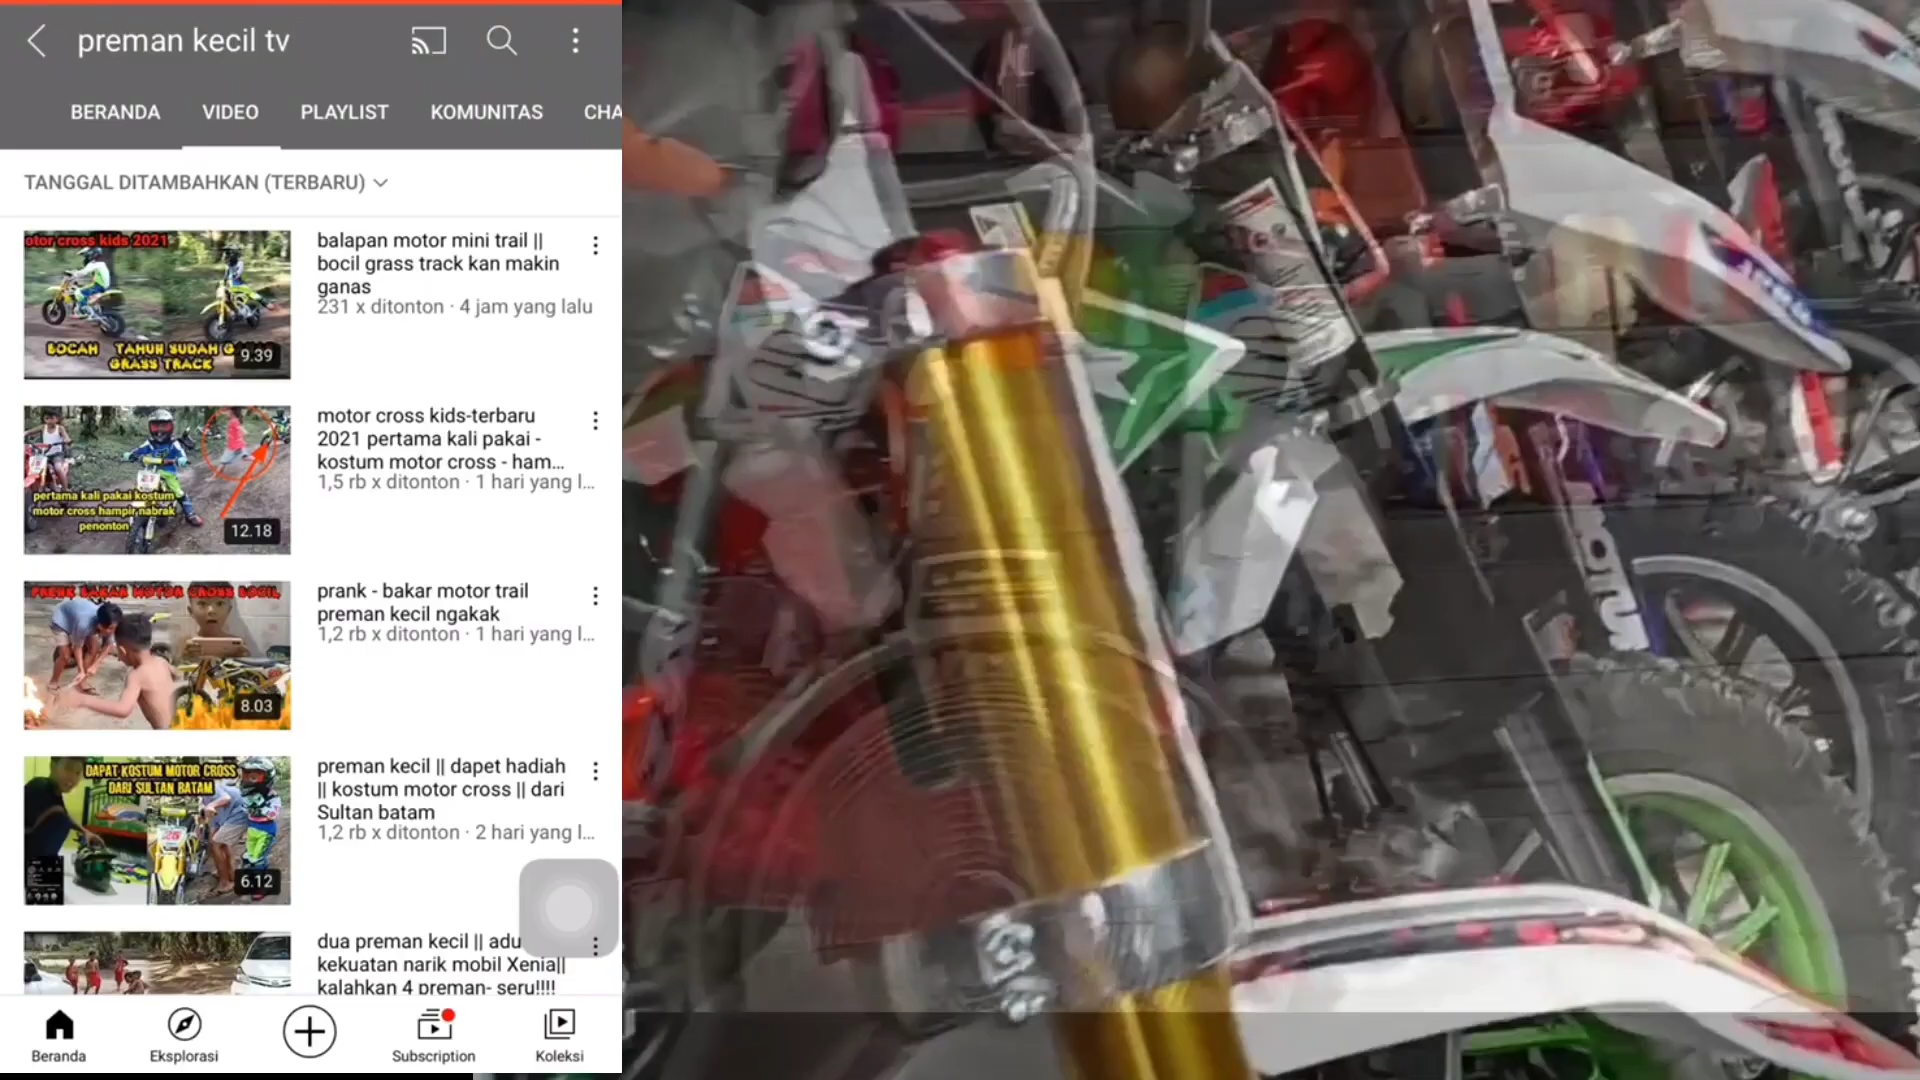 preman kecil tv
BERANDA VIDEO PLAYLIST KOMUNITAS CHA
TANGGAL DITAMBAHKAN (TERBARU)
otor cross kids 2021
BOCAH TAHUN SUDAH G
GRASS TRACK
9.39
balapan motor mini trail ||
bocil grass track kan makin
ganas
231 x ditonton · 4 jam yang lalu
pertama kali pakai kostum
motor cross hampir nabrak
penonton
12.18
motor cross kids-terbaru
2021 pertama kali pakai -
kostum motor cross - ham...
1,5 rb x ditonton · 1 hari yang l...
PRENK BAKAR MOTOR CROSS BOCIL
8.03
prank - bakar motor trail
preman kecil ngakak
1,2 rb x ditonton · 1 hari yang l...
DAPAT KOSTUM MOTOR CROSS
DARI SULTAN BATAM
6.12
preman kecil || dapet hadiah
|| kostum motor cross || dari
Sultan batam
1,2 rb x ditonton · 2 hari yang l...
dua preman kecil || adu
kekuatan narik mobil Xenia||
kalahkan 4 preman- seru!!!!
Beranda Eksplorasi Subscription Koleksi